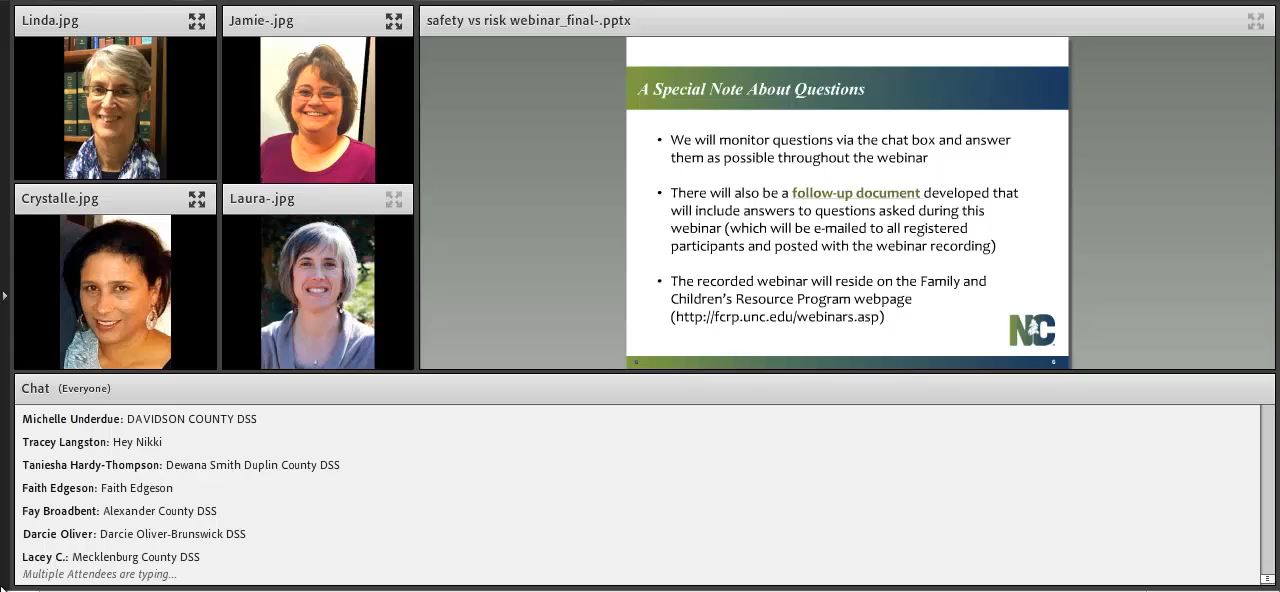 Linda.jpg
Jamie-.jpg
safety vs risk webinar_final-.pptx
Crystalle.jpg
Laura-.jpg
A Special Note About Questions
• We will monitor questions via the chat box and answer
them as possible throughout the webinar
• There will also be a follow-up document developed that
will include answers to questions asked during this
webinar (which will be e-mailed to all registered
participants and posted with the webinar recording)
• The recorded webinar will reside on the Family and
Children’s Resource Program webpage
(http://fcrp.unc.edu/webinars.asp)
NC
6 6
Chat (Everyone)
Michelle Underdue: DAVIDSON COUNTY DSS
Tracey Langston: Hey Nikki
Taniesha Hardy-Thompson: Dewana Smith Duplin County DSS
Faith Edgeson: Faith Edgeson
Fay Broadbent: Alexander County DSS
Darcie Oliver: Darcie Oliver-Brunswick DSS
Lacey C.: Mecklenburg County DSS
Multiple Attendees are typing...